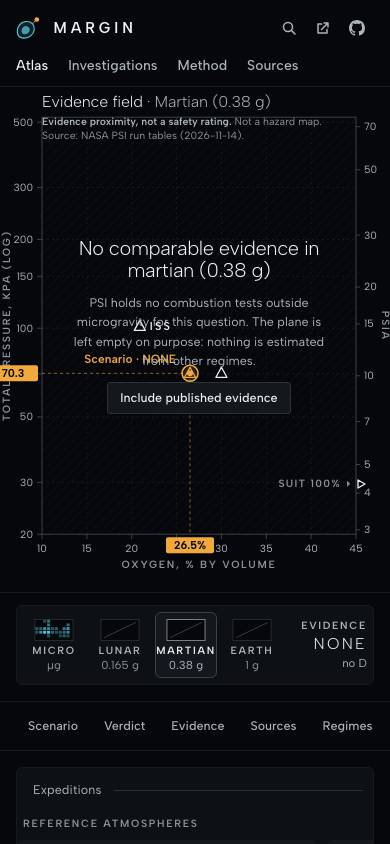 MARGIN
Atlas Investigations Method Sources
Evidence field · Martian (0.38 g)
Evidence proximity, not a safety rating. Not a hazard map.
Source: NASA PSI run tables (2026-11-14).
500
300
200
150
100
70.3
50
30
20
TOTAL PRESSURE, KPA (LOG)
70
50
30
20
15
10
7
5
4
3
PSIA
No comparable evidence in
martian (0.38 g)
PSI holds no combustion tests outside
microgravity for this question. The plane is
left empty on purpose: nothing is estimated
from other regimes.
ISS
Scenario · NONE
Include published evidence
SUIT 100%
10 15 20 26.5% 30 35 40 45
OXYGEN, % BY VOLUME
MICRO
µg
LUNAR
0.165 g
MARTIAN
0.38 g
EARTH
1 g
EVIDENCE
NONE
no D
Scenario Verdict Evidence Sources Regimes
Expeditions
REFERENCE ATMOSPHERES